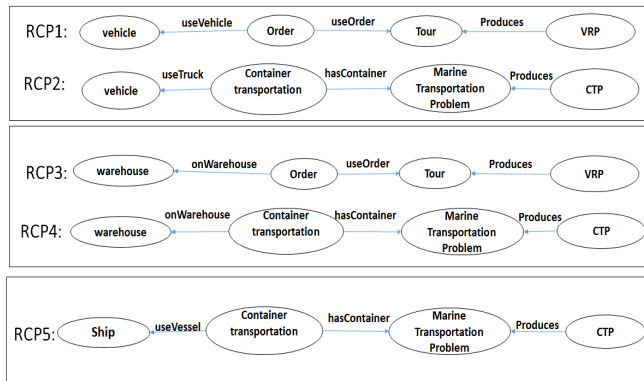 RCP1: vehicle useVehicle Order useOrder Tour Produces VRP
RCP2: vehicle useTruck Container transportation hasContainer Marine Transportation Problem Produces CTP
RCP3: warehouse onWarehouse Order useOrder Tour Produces VRP
RCP4: warehouse onWarehouse Container transportation hasContainer Marine Transportation Problem Produces CTP
RCP5: Ship useVessel Container transportation hasContainer Marine Transportation Problem Produces CTP